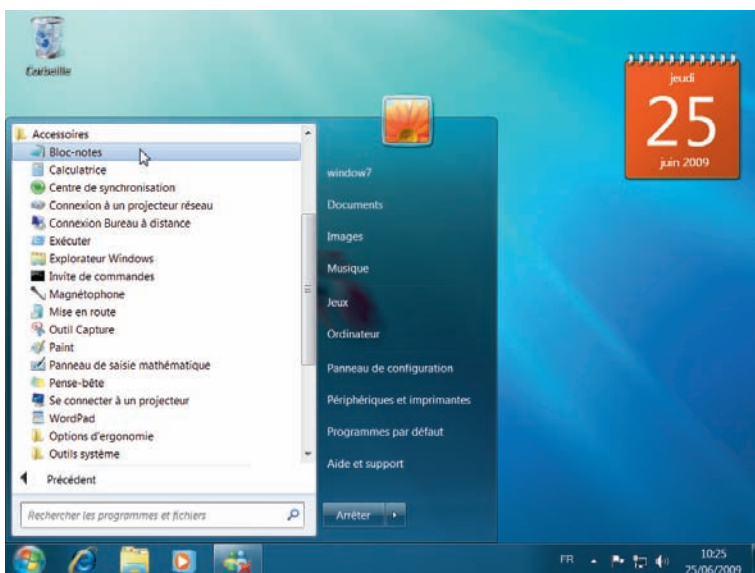 Corbeille
jeudi
25
juin 2009
Accessoires
Bloc-notes
Calculatrice
Centre de synchronisation
Connexion à un projecteur réseau
Connexion Bureau à distance
Exécuter
Explorateur Windows
Invite de commandes
Magnétophone
Mise en route
Outil Capture
Paint
Panneau de saisie mathématique
Pense-bête
Se connecter à un projecteur
WordPad
Options d'ergonomie
Outils système
Précédent
Rechercher les programmes et fichiers
window7
Documents
Images
Musique
Jeux
Ordinateur
Panneau de configuration
Périphériques et imprimantes
Programmes par défaut
Aide et support
Arrêter
FR
10:25
25/06/2009